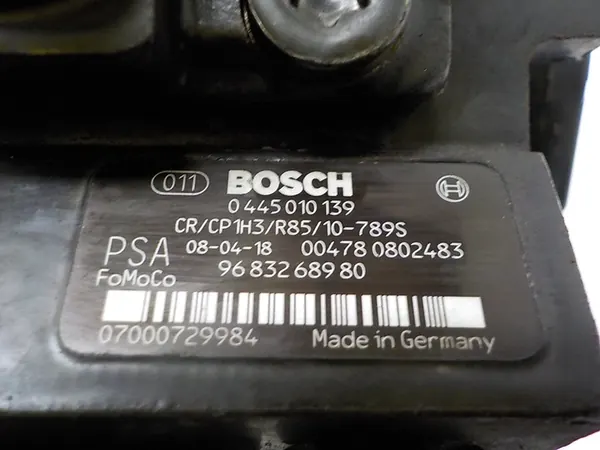 011 BOSCH
0 445 010 139
CR/CP1H3/R85/10-789S
PSA 08-04-18 00478 0802483
FoMoCo 96 832 689 80
07000729984 Made in Germany